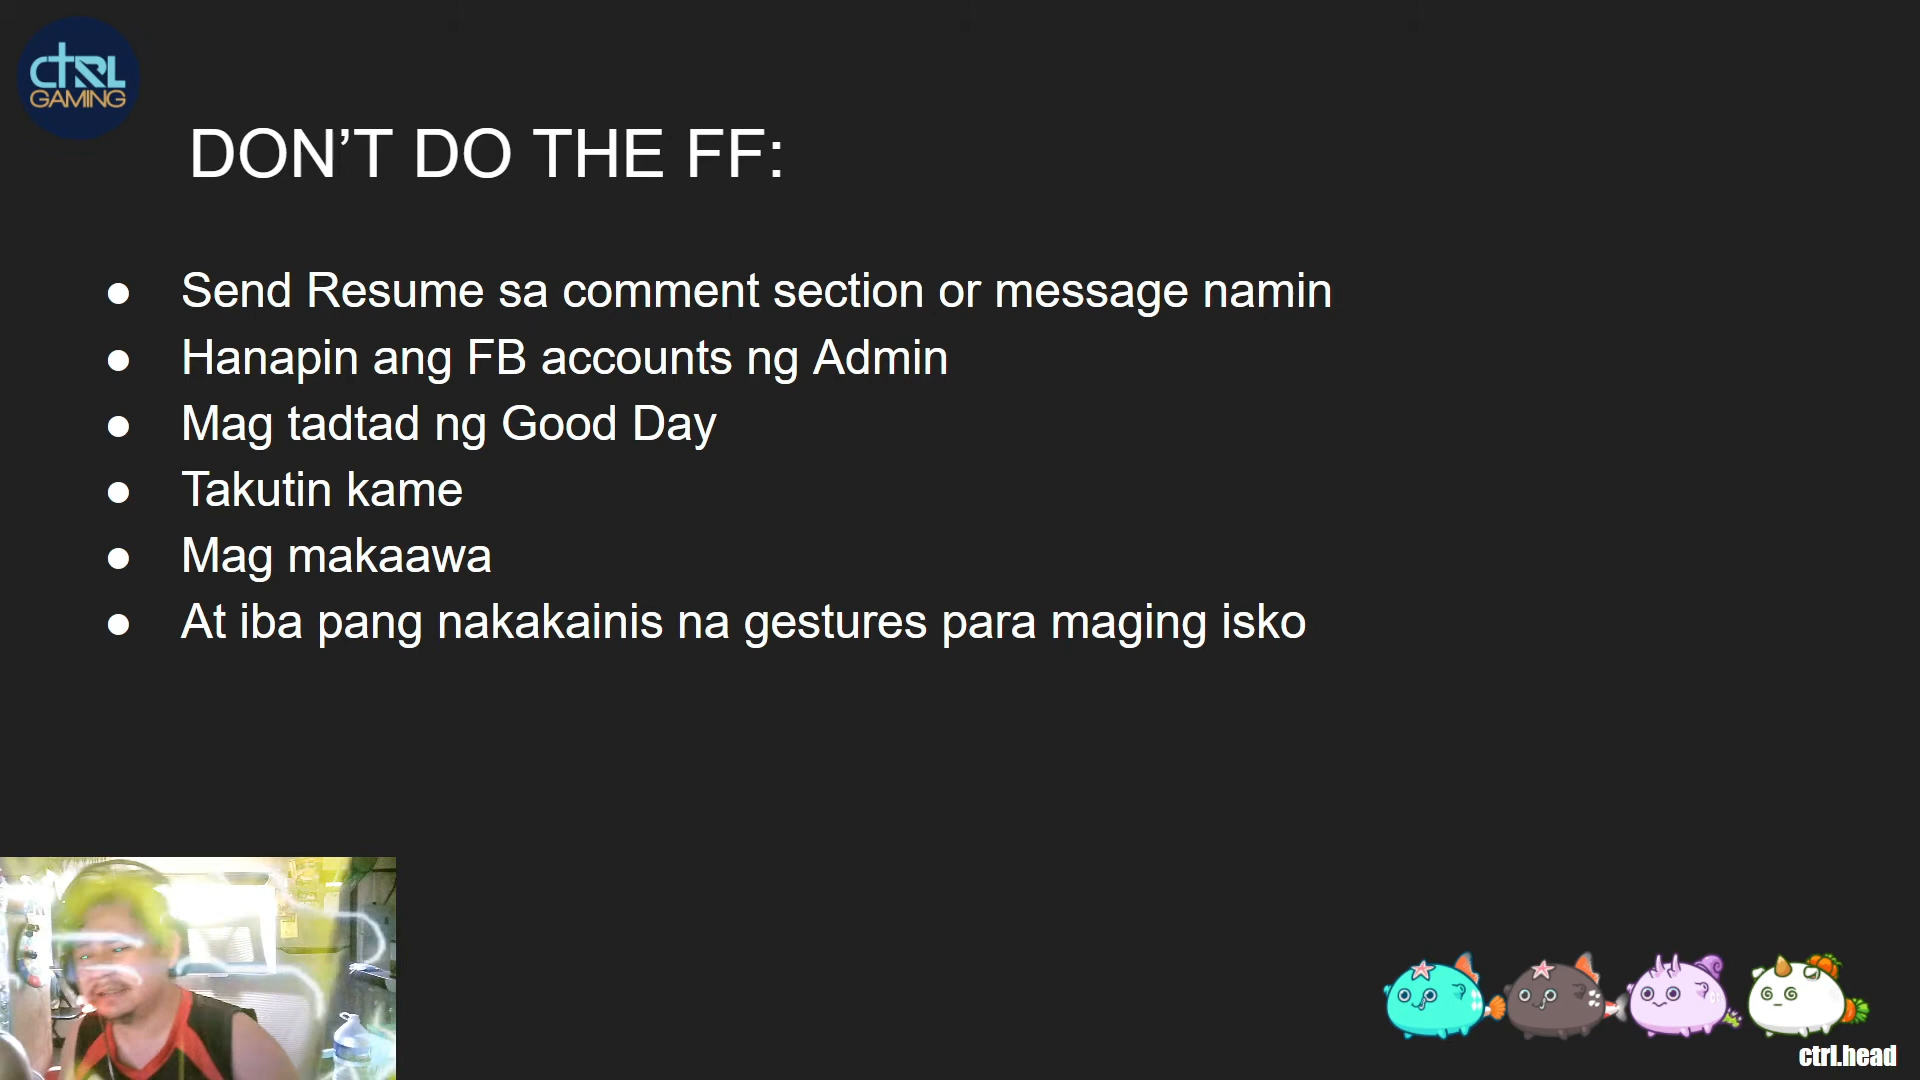 CTRL
GAMING
DON’T DO THE FF:
● Send Resume sa comment section or message namin
● Hanapin ang FB accounts ng Admin
● Mag tadtad ng Good Day
● Takutin kame
● Mag makaawa
● At iba pang nakakainis na gestures para maging isko
ctrl.head